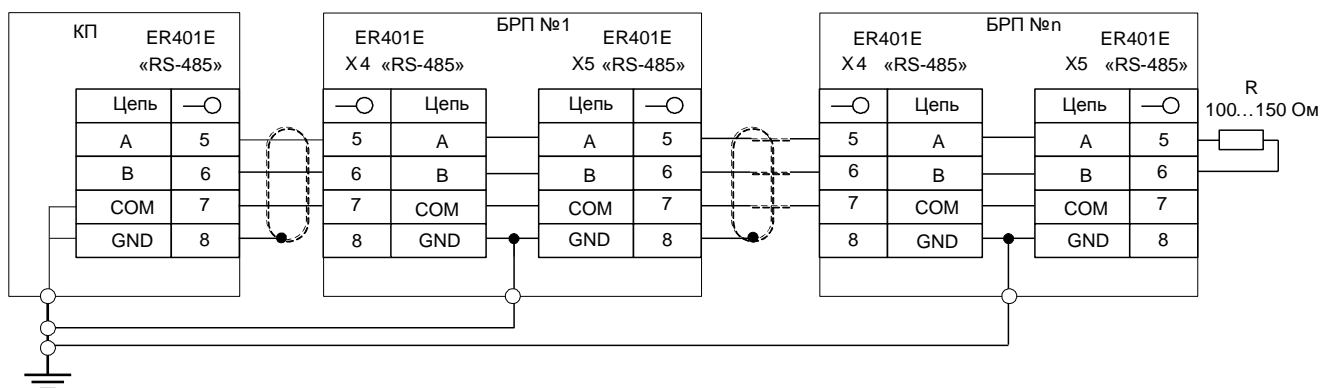 КП
ER401E
«RS-485»
Цепь
A 5
B 6
COM 7
GND 8
БРП №1
ER401E
X4 «RS-485»
Цепь
5 A
6 B
7 COM
8 GND
ER401E
X5 «RS-485»
Цепь
A 5
B 6
COM 7
GND 8
БРП №n
ER401E
X4 «RS-485»
Цепь
5 A
6 B
7 COM
8 GND
ER401E
X5 «RS-485»
Цепь
A 5
B 6
COM 7
GND 8
R
100...150 Ом